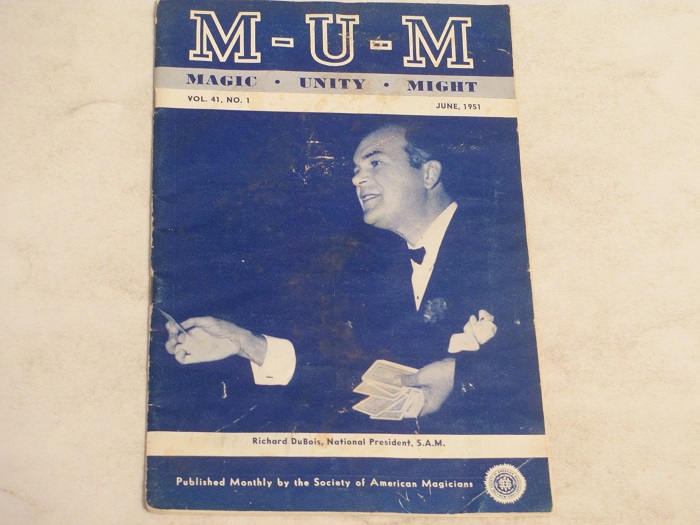 M-U-M
MAGIC • UNITY • MIGHT
VOL. 41, NO. 1 JUNE, 1951
Richard DuBois, National President, S.A.M.
Published Monthly by the Society of American Magicians